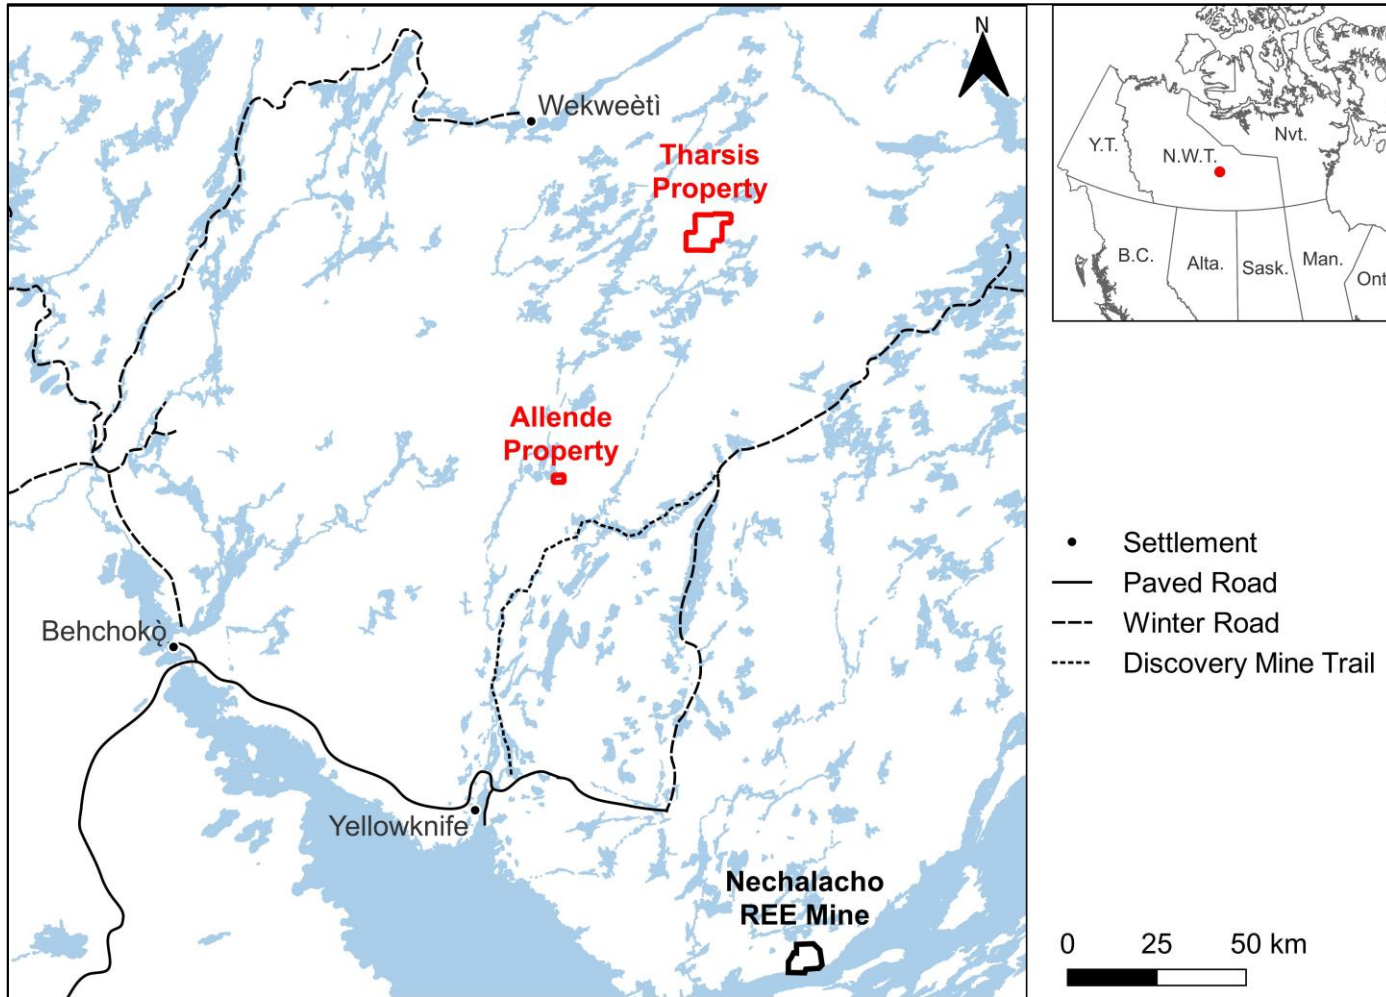 N
Wekweètì
Tharsis
Property
Allende
Property
Behchokǫ̀
Yellowknife
Nechalacho
REE Mine
Y.T.
N.W.T.
Nvt.
B.C.
Alta.
Sask.
Man.
Ont
Settlement
Paved Road
Winter Road
Discovery Mine Trail
0 25 50 km